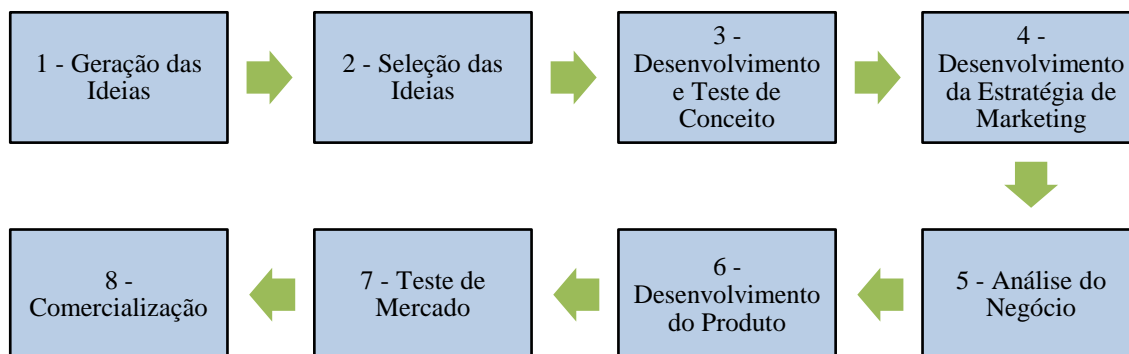 1 - Geração das
Ideias
2 - Seleção das
Ideias
3 -
Desenvolvimento
e Teste de
Conceito
4 -
Desenvolvimento
da Estratégia de
Marketing
5 - Análise do
Negócio
6 -
Desenvolvimento
do Produto
7 - Teste de
Mercado
8 -
Comercialização